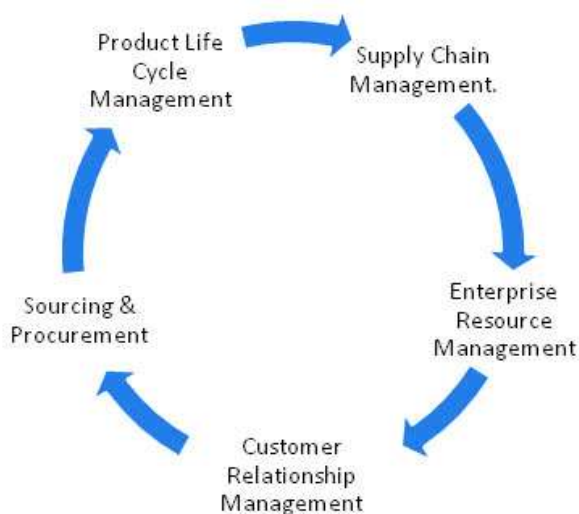 Product Life
Cycle
Management
Supply Chain
Management.
Enterprise
Resource
Management
Customer
Relationship
Management
Sourcing &
Procurement